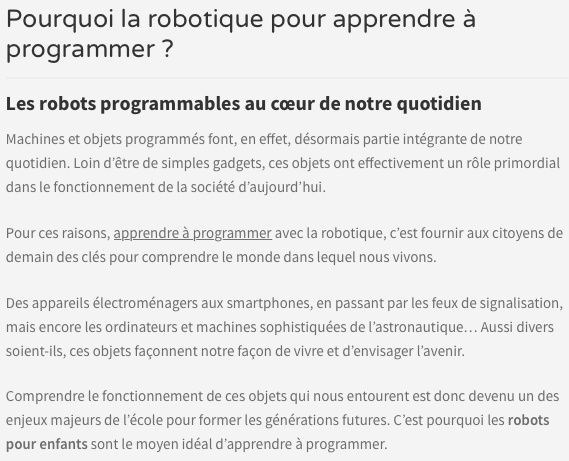 Pourquoi la robotique pour apprendre à
programmer ?
Les robots programmables au cœur de notre quotidien
Machines et objets programmés font, en effet, désormais partie intégrante de notre
quotidien. Loin d'être de simples gadgets, ces objets ont effectivement un rôle primordial
dans le fonctionnement de la société d'aujourd'hui.
Pour ces raisons, apprendre à programmer avec la robotique, c'est fournir aux citoyens de
demain des clés pour comprendre le monde dans lequel nous vivons.
Des appareils électroménagers aux smartphones, en passant par les feux de signalisation,
mais encore les ordinateurs et machines sophistiquées de l'astronautique… Aussi divers
soient-ils, ces objets façonnent notre façon de vivre et d'envisager l'avenir.
Comprendre le fonctionnement de ces objets qui nous entourent est donc devenu un des
enjeux majeurs de l'école pour former les générations futures. C'est pourquoi les robots
pour enfants sont le moyen idéal d'apprendre à programmer.